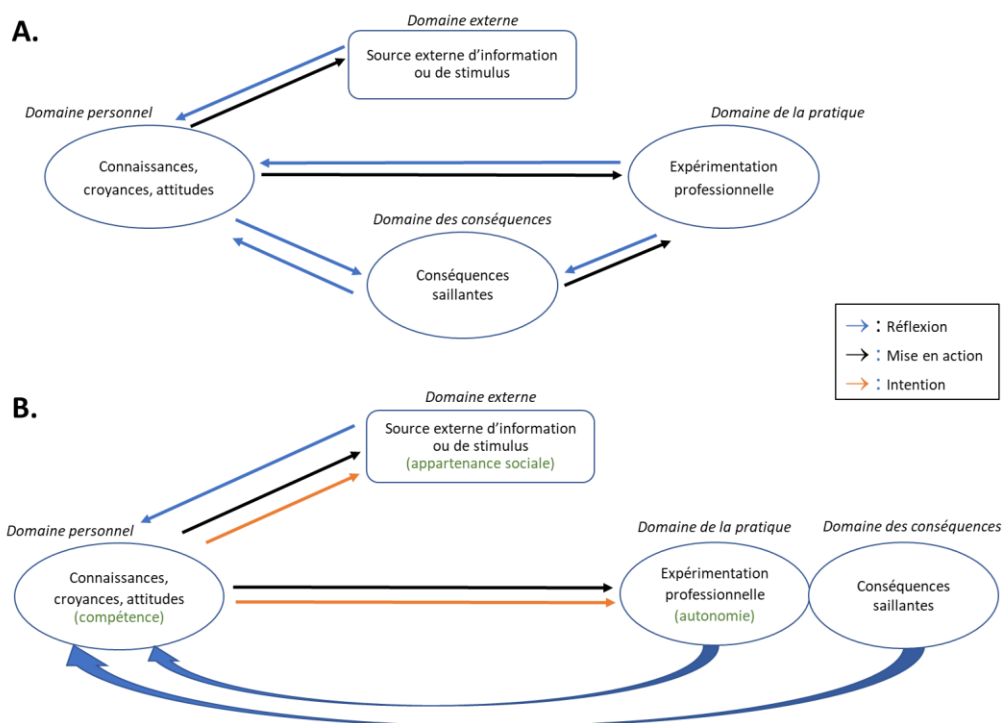 A.
Domaine externe
Source externe d’information
ou de stimulus
Domaine personnel
Connaissances,
croyances, attitudes
Domaine de la pratique
Expérimentation
professionnelle
Domaine des conséquences
Conséquences
saillantes
: Réflexion
: Mise en action
: Intention
B.
Domaine externe
Source externe d’information
ou de stimulus
(appartenance sociale)
Domaine personnel
Connaissances,
croyances, attitudes
(compétence)
Domaine de la pratique
Expérimentation
professionnelle
(autonomie)
Domaine des conséquences
Conséquences
saillantes